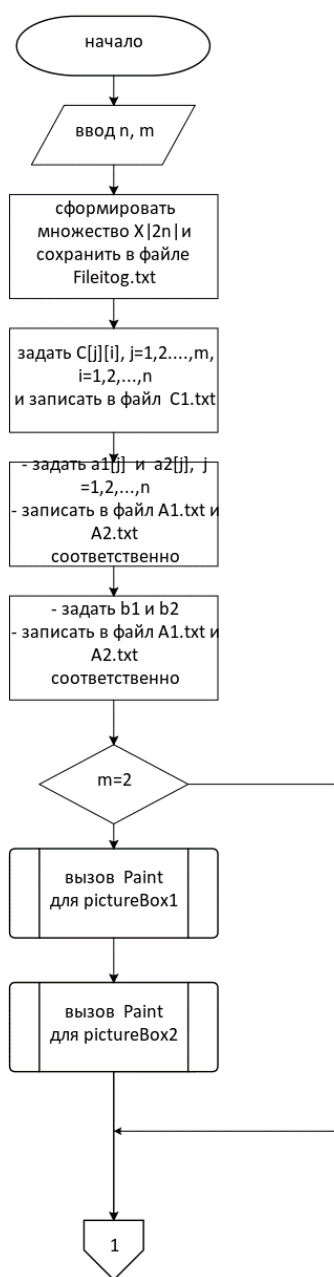 начало
ввод n, m
сформировать
множество X|2n| и
сохранить в файле
Fileitog.txt
задать C[j][i], j=1,2....,m,
i=1,2,...,n
и записать в файл C1.txt
- задать a1[j] и a2[j], j
=1,2,...,n
- записать в файл A1.txt и
A2.txt
соответственно
- задать b1 и b2
- записать в файл A1.txt и
A2.txt
соответственно
m=2
вызов Paint
для pictureBox1
вызов Paint
для pictureBox2
1